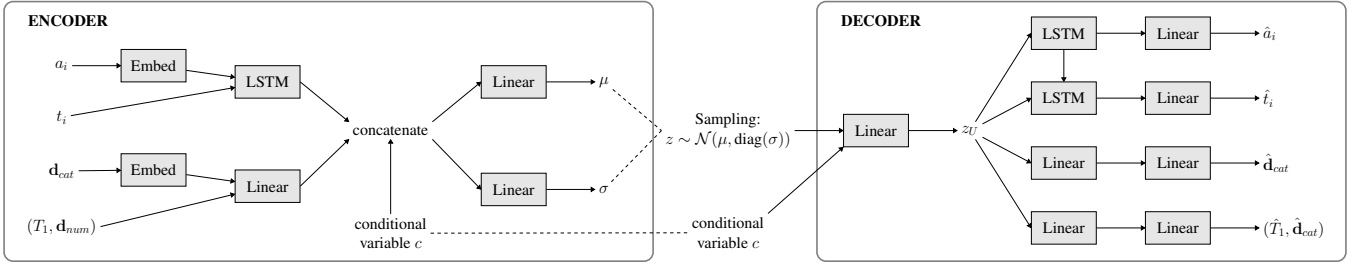 ENCODER
a_i
Embed
LSTM
t_i
d_cat
Embed
Linear
(T_1, d_num)
concatenate
conditional
variable c
Linear
μ
Linear
σ
Sampling:
z ∼ N(μ, diag(σ))
conditional
variable c
DECODER
Linear
z_U
LSTM
Linear
â_i
LSTM
Linear
t̂_i
Linear
Linear
d̂_cat
Linear
Linear
(T̂_1, d̂_cat)